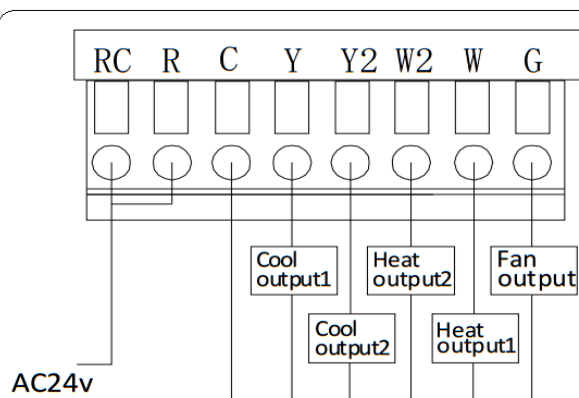 RC R C Y Y2 W2 W G
Cool
output1
Heat
output2
Fan
output
Cool
output2
Heat
output1
AC24v